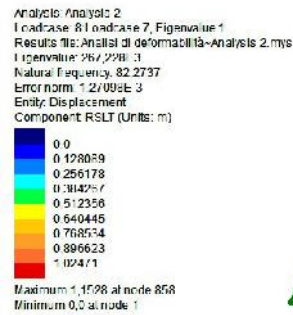 Analysis: Analysis 2
Loadcase: 8:Loadcase 7, Eigenvalue 1
Results file: Analisi di deformabilità~Analysis 2.mys
Eigenvalue: 267,228E3
Natural frequency: 82.2737
Error norm: 1.27098E-3
Entity: Displacement
Component: RSLT (Units: m)
0.0
0.128089
0.256178
0.384267
0.512356
0.640445
0.768534
0.896623
1.02471
Maximum 1,1528 at node 858
Minimum 0,0 at node 1